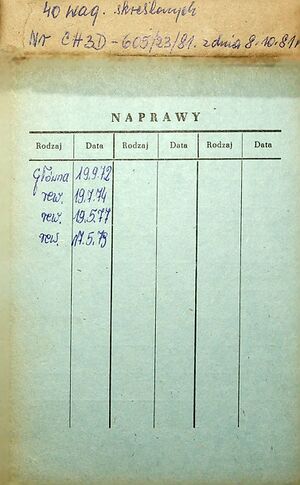 40 wag. skreślonych
Nr CH3D-605/23/81. z dnia 8.10.81r
NAPRAWY
Rodzaj Data Rodzaj Data Rodzaj Data
Główna 19.9.72
rew. 19.7.74
rew. 19.5.77
rew. 17.5.79